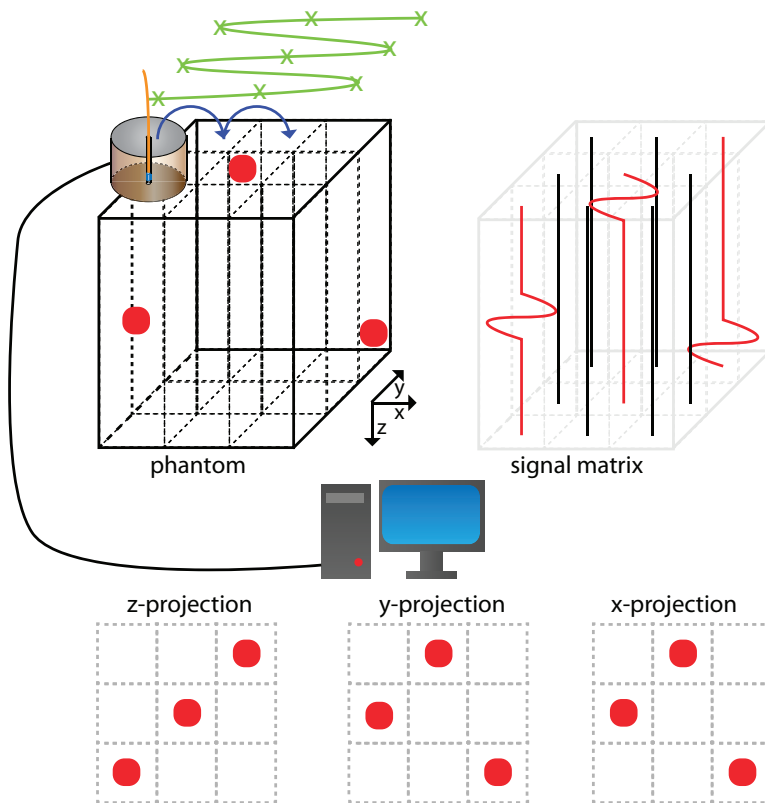 y
x
z
phantom
signal matrix
z-projection
y-projection
x-projection